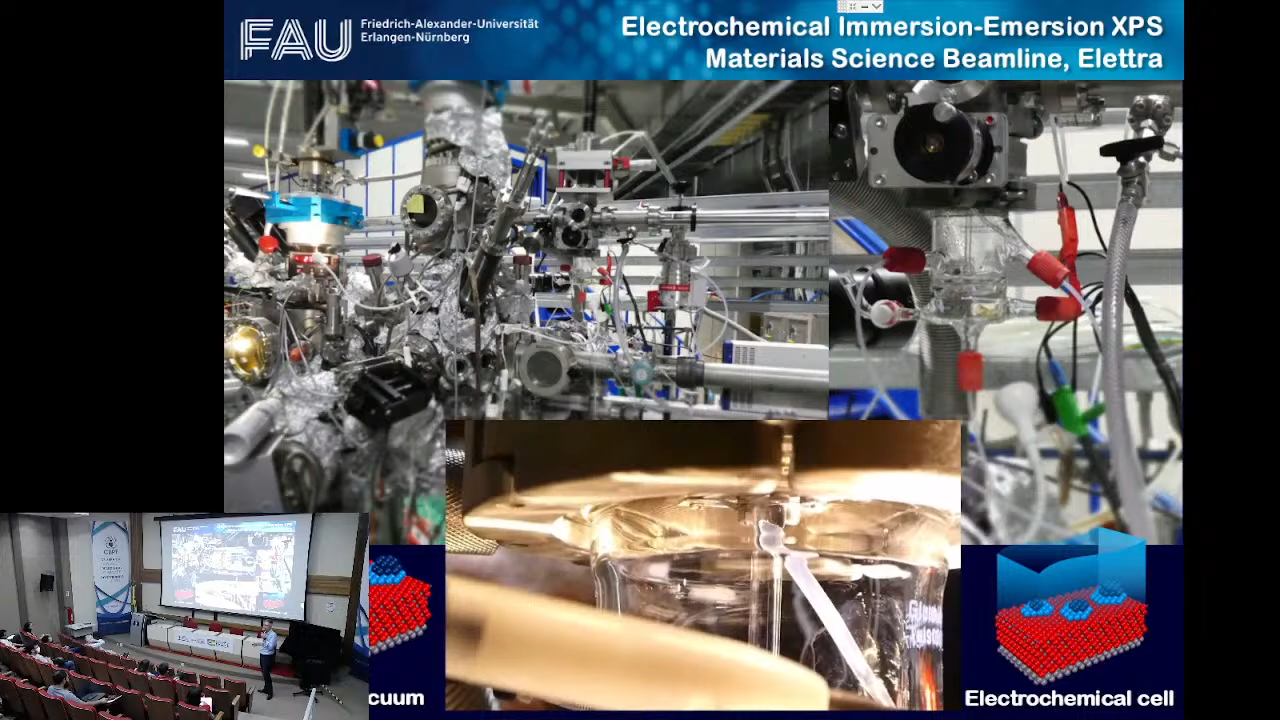 FAU
Friedrich-Alexander-Universität
Erlangen-Nürnberg
Electrochemical Immersion-Emersion XPS
Materials Science Beamline, Elettra
cuum
Electrochemical cell